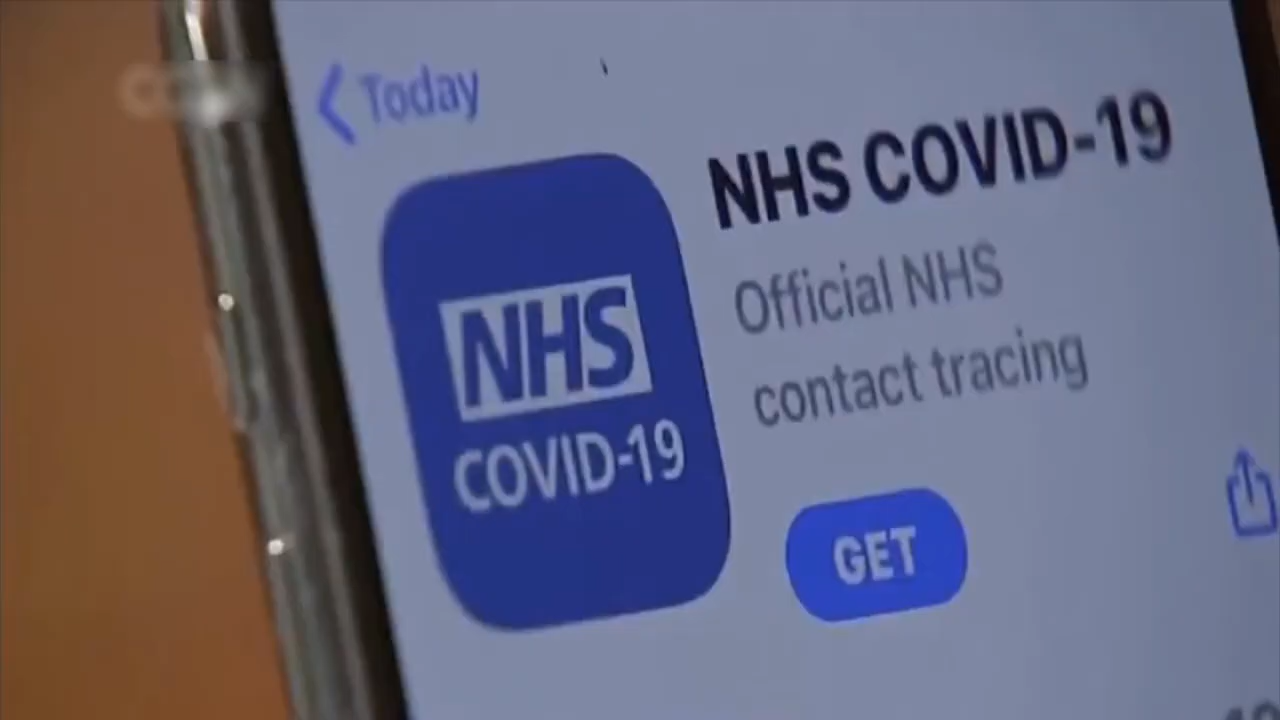 Today
NHS COVID-19
Official NHS
contact tracing
NHS
COVID-19
GET